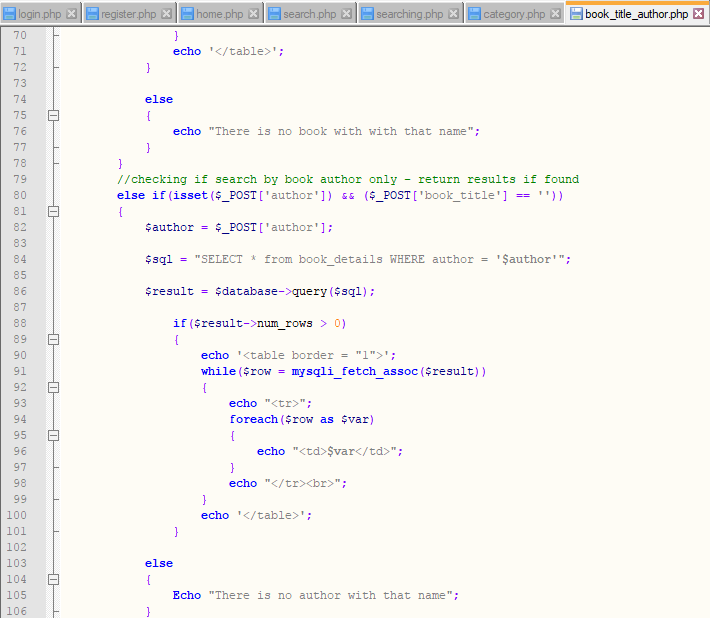 login.php register.php home.php search.php searching.php category.php book_title_author.php
70 }
71 echo '</table>';
72 }
73
74 else
75 {
76 echo "There is no book with with that name";
77 }
78 }
79 //checking if search by book author only - return results if found
80 else if(isset($_POST['author']) && ($_POST['book_title'] == ''))
81 {
82 $author = $_POST['author'];
83
84 $sql = "SELECT * from book_details WHERE author = '$author'";
85
86 $result = $database->query($sql);
87
88 if($result->num_rows > 0)
89 {
90 echo '<table border = "1">';
91 while($row = mysqli_fetch_assoc($result))
92 {
93 echo "<tr>";
94 foreach($row as $var)
95 {
96 echo "<td>$var</td>";
97 }
98 echo "</tr><br>";
99 }
100 echo '</table>';
101 }
102
103 else
104 {
105 Echo "There is no author with that name";
106 }